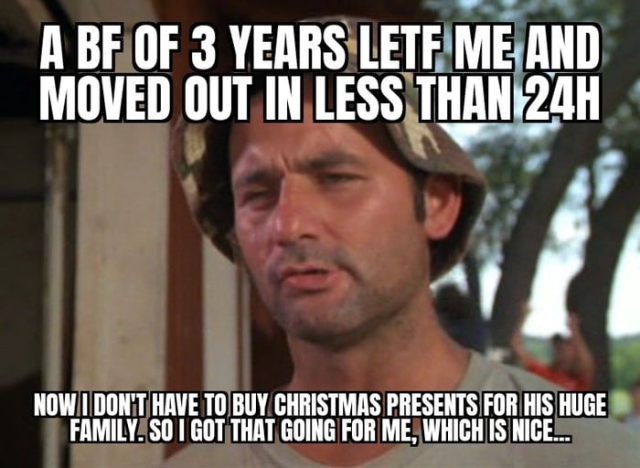 A BF OF 3 YEARS LETF ME AND
MOVED OUT IN LESS THAN 24H
NOW I DON'T HAVE TO BUY CHRISTMAS PRESENTS FOR HIS HUGE
FAMILY. SO I GOT THAT GOING FOR ME, WHICH IS NICE...